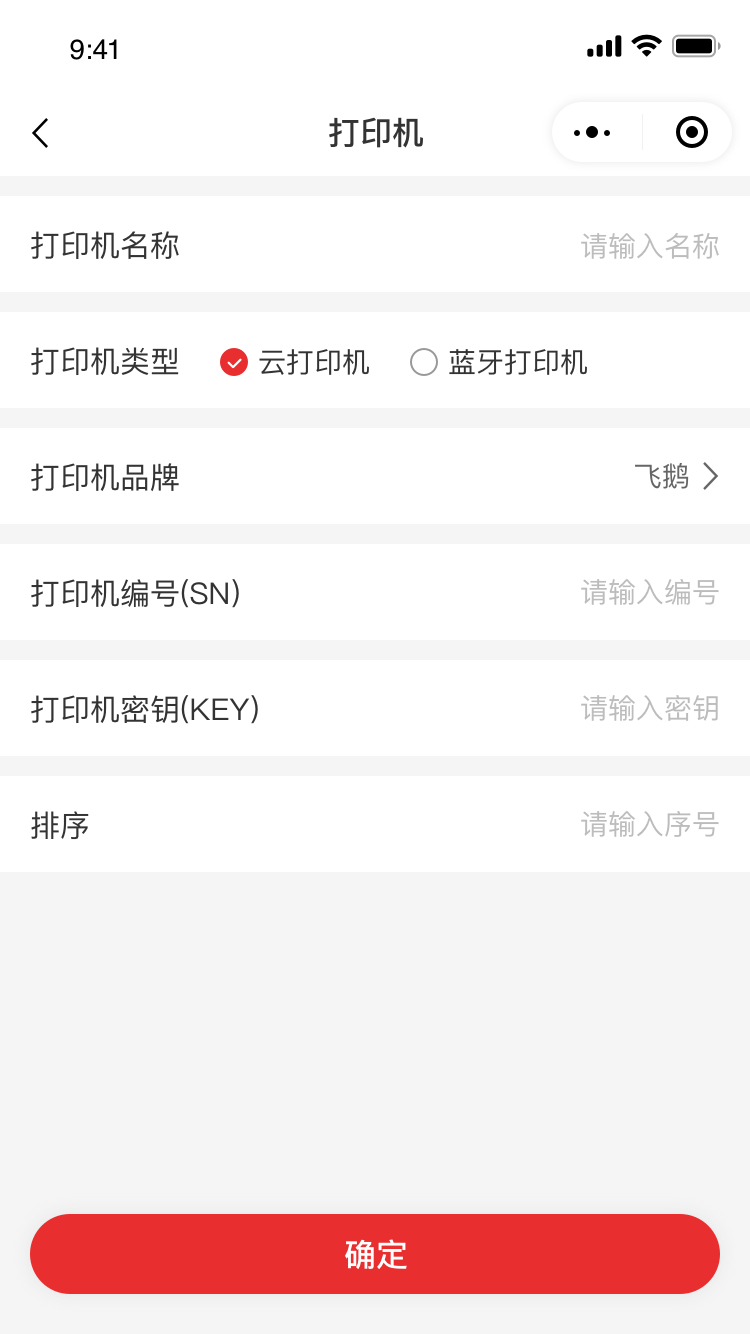 9:41
打印机
打印机名称 请输入名称
打印机类型 云打印机 蓝牙打印机
打印机品牌 飞鹅
打印机编号(SN) 请输入编号
打印机密钥(KEY) 请输入密钥
排序 请输入序号
确定